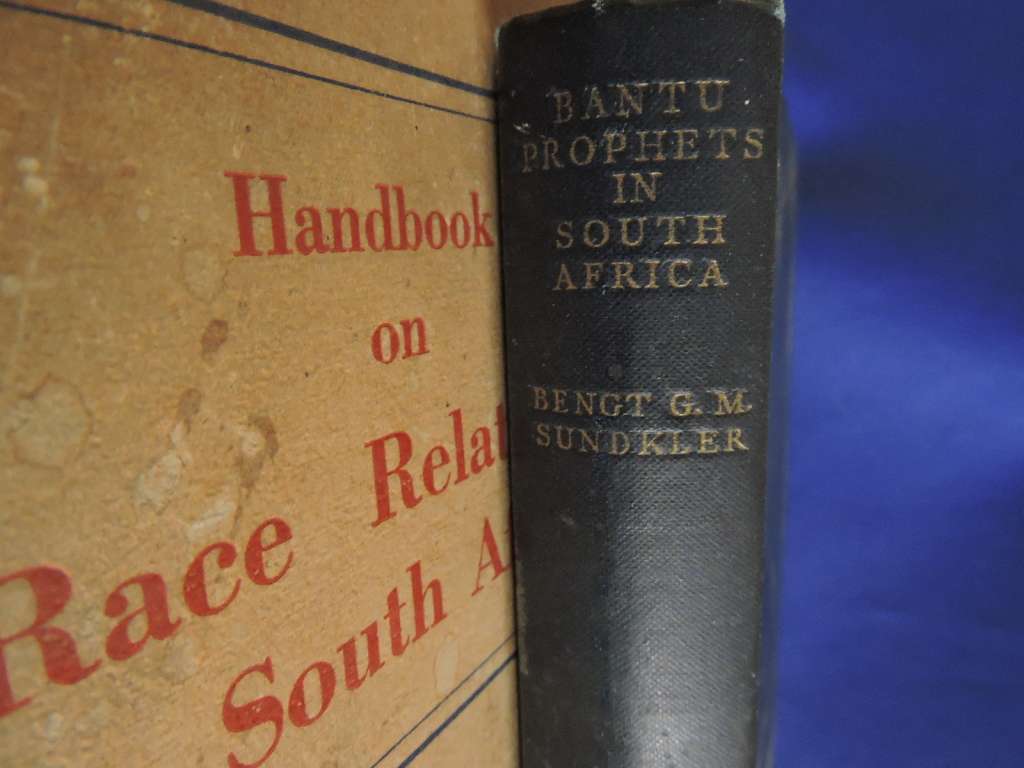 Handbook
on
Race Relat
South A
BANTU
PROPHETS
IN
SOUTH
AFRICA
BENGT G. M.
SUNDKLER